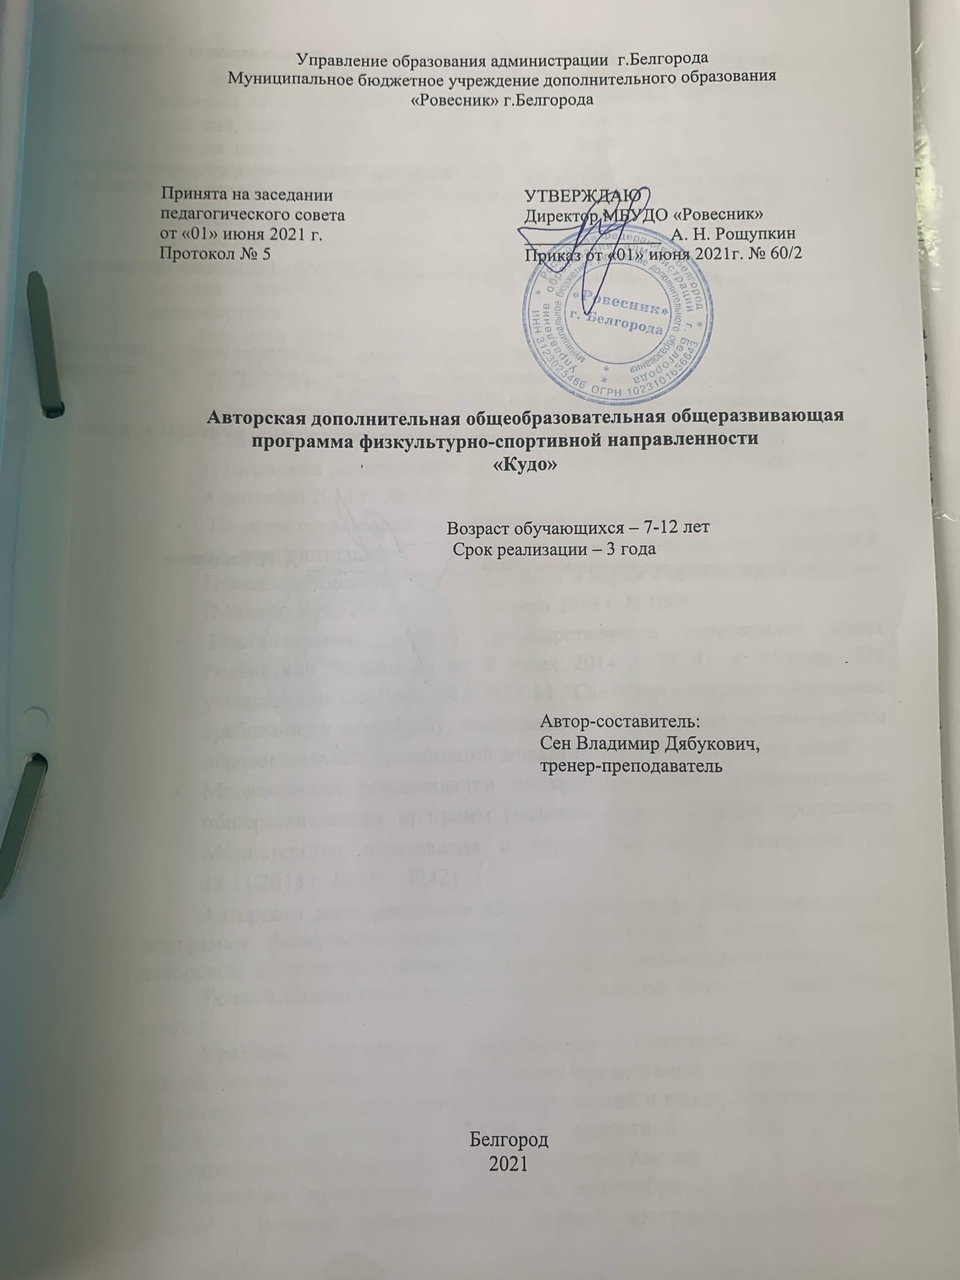 Управление образования администрации г.Белгорода
Муниципальное бюджетное учреждение дополнительного образования
«Ровесник» г.Белгорода
Принята на заседании
педагогического совета
от «01» июня 2021 г.
Протокол № 5
УТВЕРЖДАЮ
Директор МБУДО «Ровесник»
А. Н. Рощупкин
Приказ от «01» июня 2021г. № 60/2
«Ровесник»
г. Белгорода
Авторская дополнительная общеобразовательная общеразвивающая
программа физкультурно-спортивной направленности
«Кудо»
Возраст обучающихся – 7-12 лет
Срок реализации – 3 года
Автор-составитель:
Сен Владимир Дябукович,
тренер-преподаватель
Белгород
2021